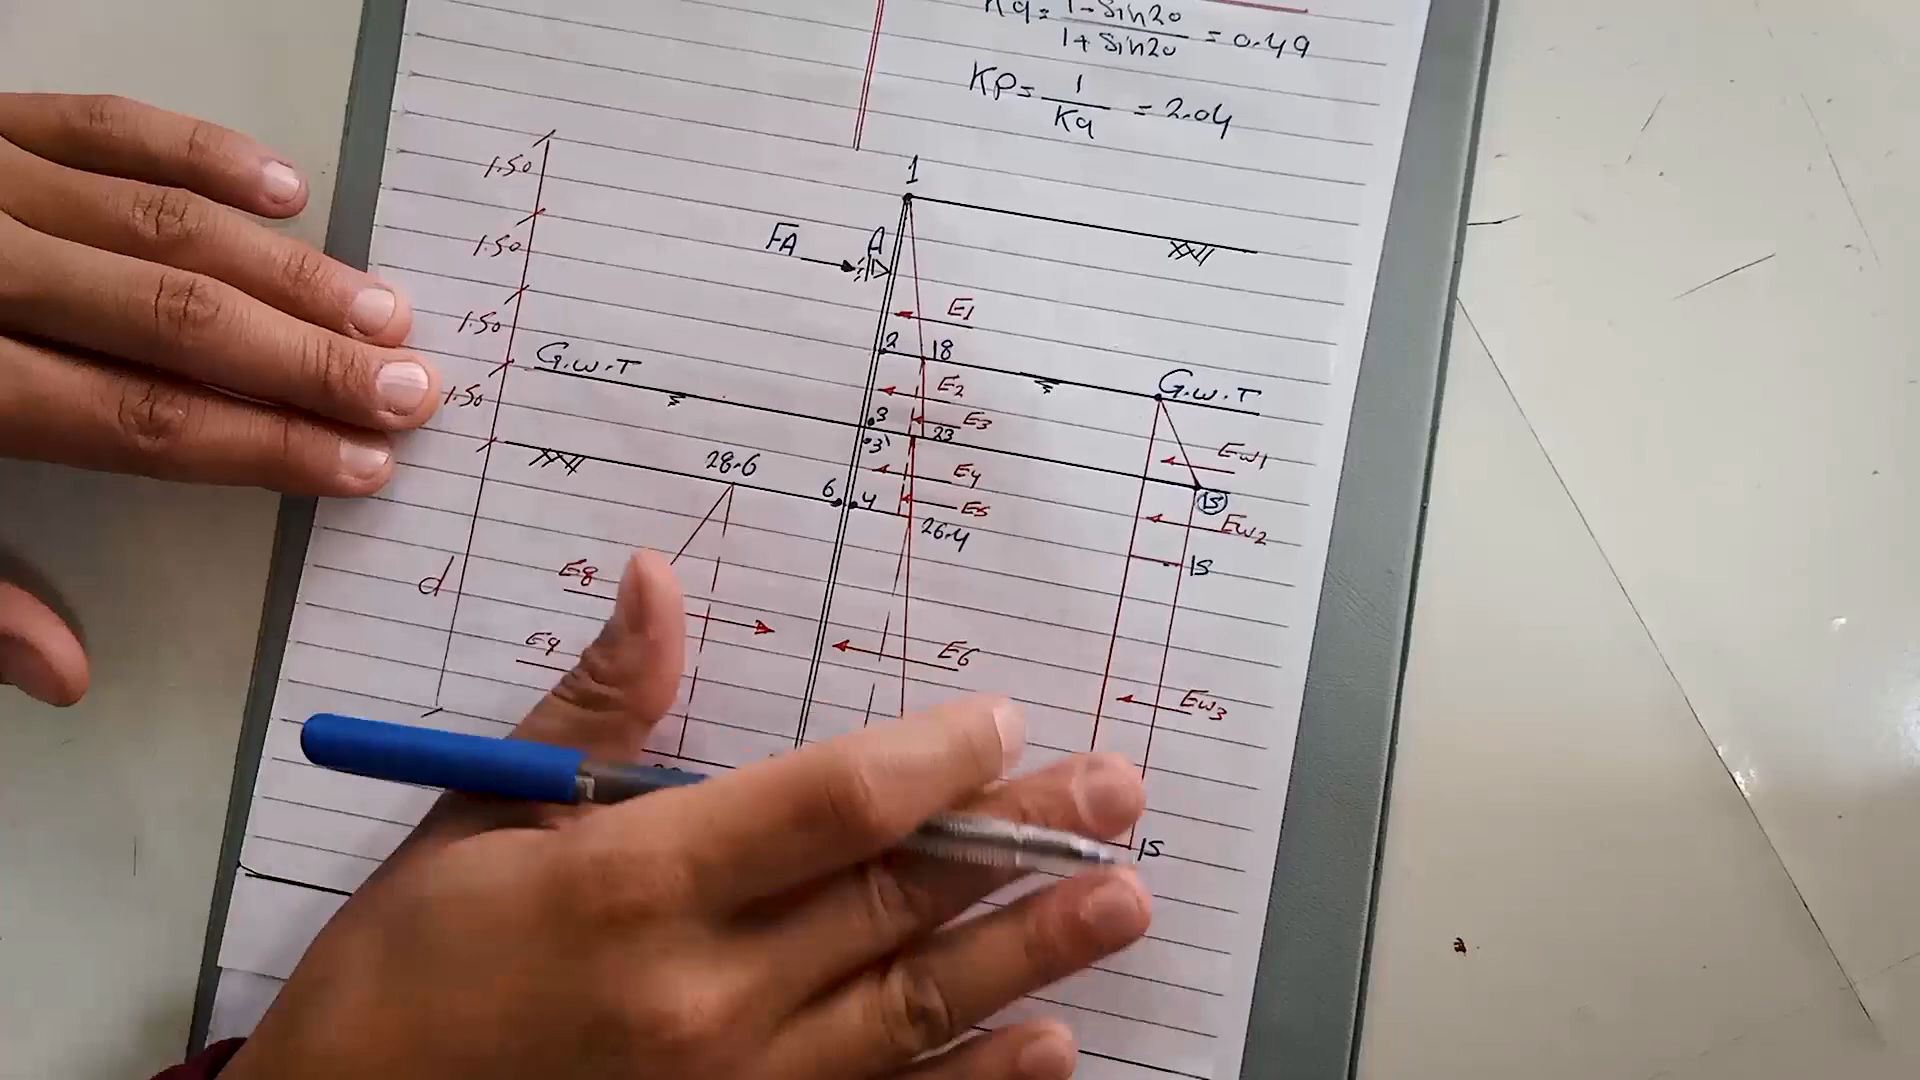 Ka = 1 - Sin20 / 1 + Sin20 = 0.49
Kp = 1 / Ka = 2.04
1
1.50
1.50
1.50
1.50
d
FA
A
E1
2
18
G.W.T
G.W.T
E2
3
3'
E3
23
Ew1
15
28.6
6
4
E4
E5
26.4
Ew2
15
E8
E9
E6
Ew3
15